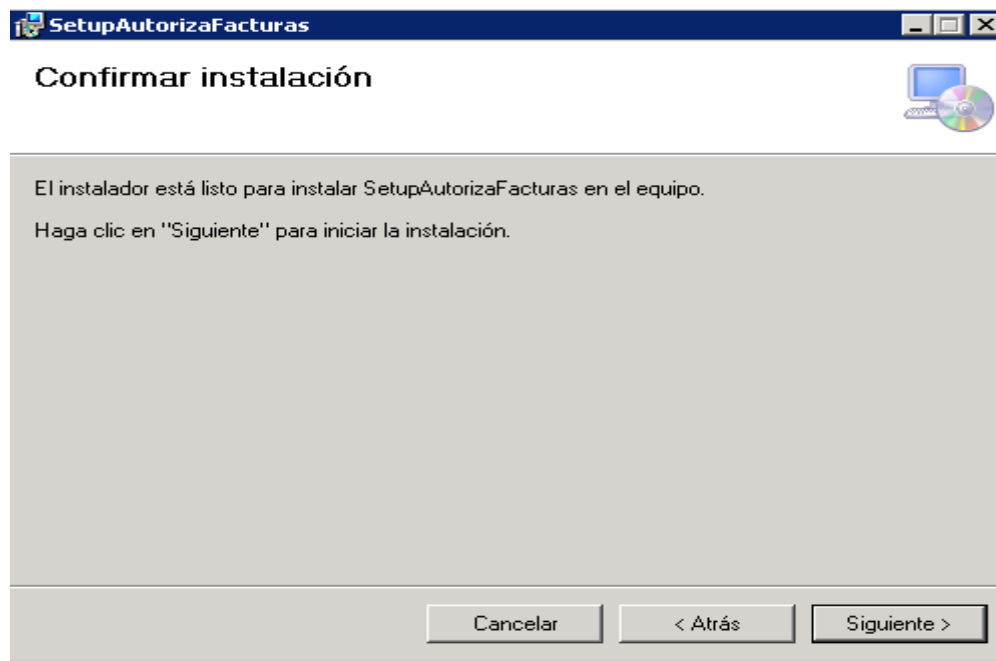 SetupAutorizaFacturas
Confirmar instalación
El instalador está listo para instalar SetupAutorizaFacturas en el equipo.
Haga clic en "Siguiente" para iniciar la instalación.
Cancelar
< Atrás
Siguiente >